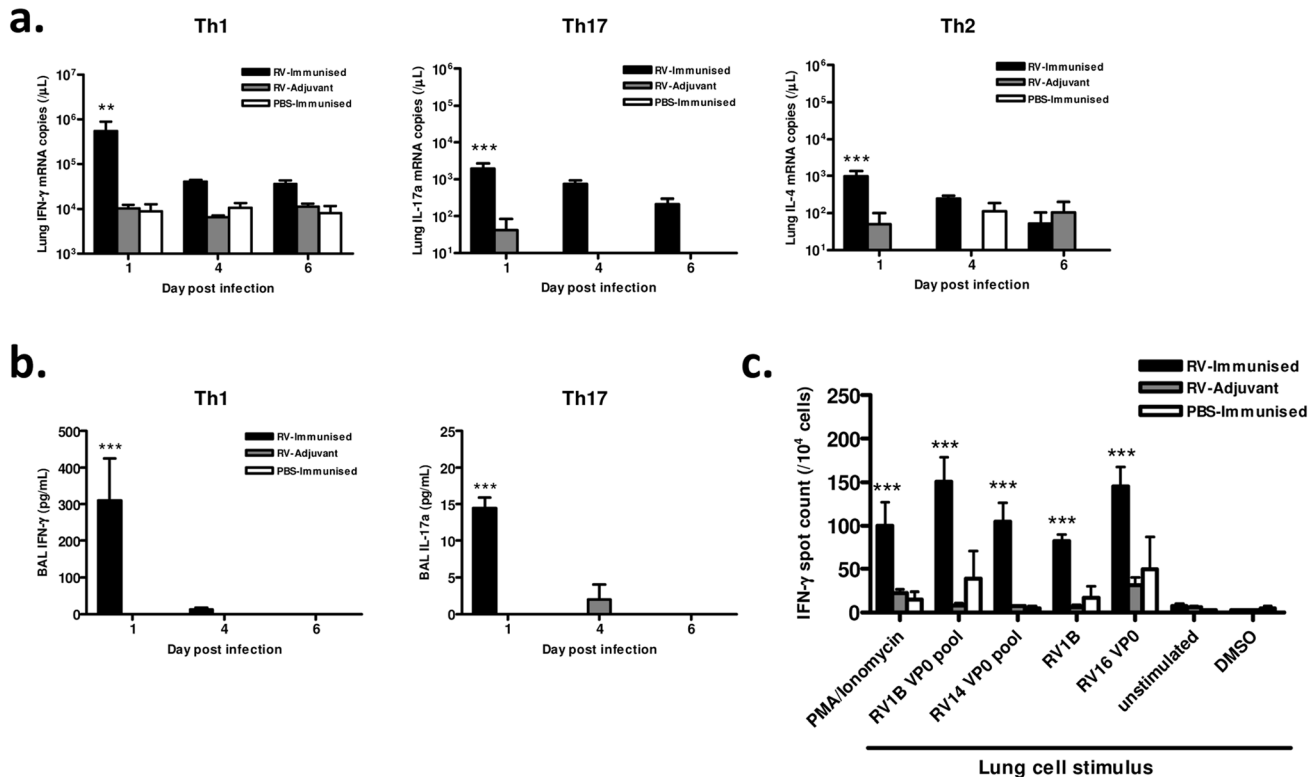 a.
Th1
Lung IFN-γ mRNA copies (/μL)
10⁷
10⁶
10⁵
10⁴
10³
**
RV-Immunised
RV-Adjuvant
PBS-Immunised
1 4 6
Day post infection
Th17
Lung IL-17a mRNA copies (/μL)
10⁶
10⁵
10⁴
10³
10²
10¹
***
RV-Immunised
RV-Adjuvant
PBS-Immunised
1 4 6
Day post infection
Th2
Lung IL-4 mRNA copies (/μL)
10⁶
10⁵
10⁴
10³
10²
10¹
***
RV-Immunised
RV-Adjuvant
PBS-Immunised
1 4 6
Day post infection
b.
Th1
BAL IFN-γ (pg/mL)
500
400
300
200
100
0
***
RV-Immunised
RV-Adjuvant
PBS-Immunised
1 4 6
Day post infection
Th17
BAL IL-17a (pg/mL)
25
20
15
10
5
0
***
RV-Immunised
RV-Adjuvant
PBS-Immunised
1 4 6
Day post infection
c.
RV-Immunised
RV-Adjuvant
PBS-Immunised
IFN-γ spot count (/10⁴ cells)
250
200
150
100
50
0
*** *** *** *** ***
PMA/Ionomycin
RV1B VP0 pool
RV14 VP0 pool
RV1B
RV16 VP0
unstimulated
DMSO
Lung cell stimulus